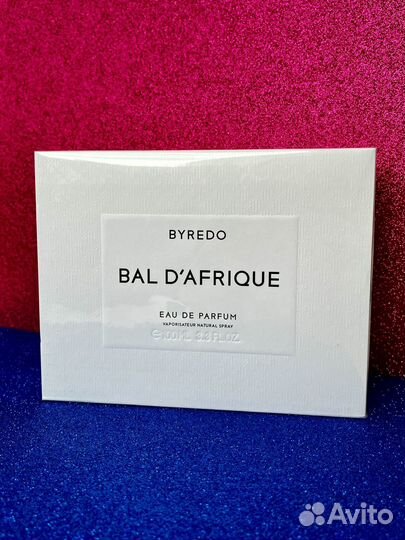 BYREDO
BAL D'AFRIQUE
EAU DE PARFUM
VAPORISATEUR NATURAL SPRAY
e 100ML 3.3 Fl.OZ.
Avito